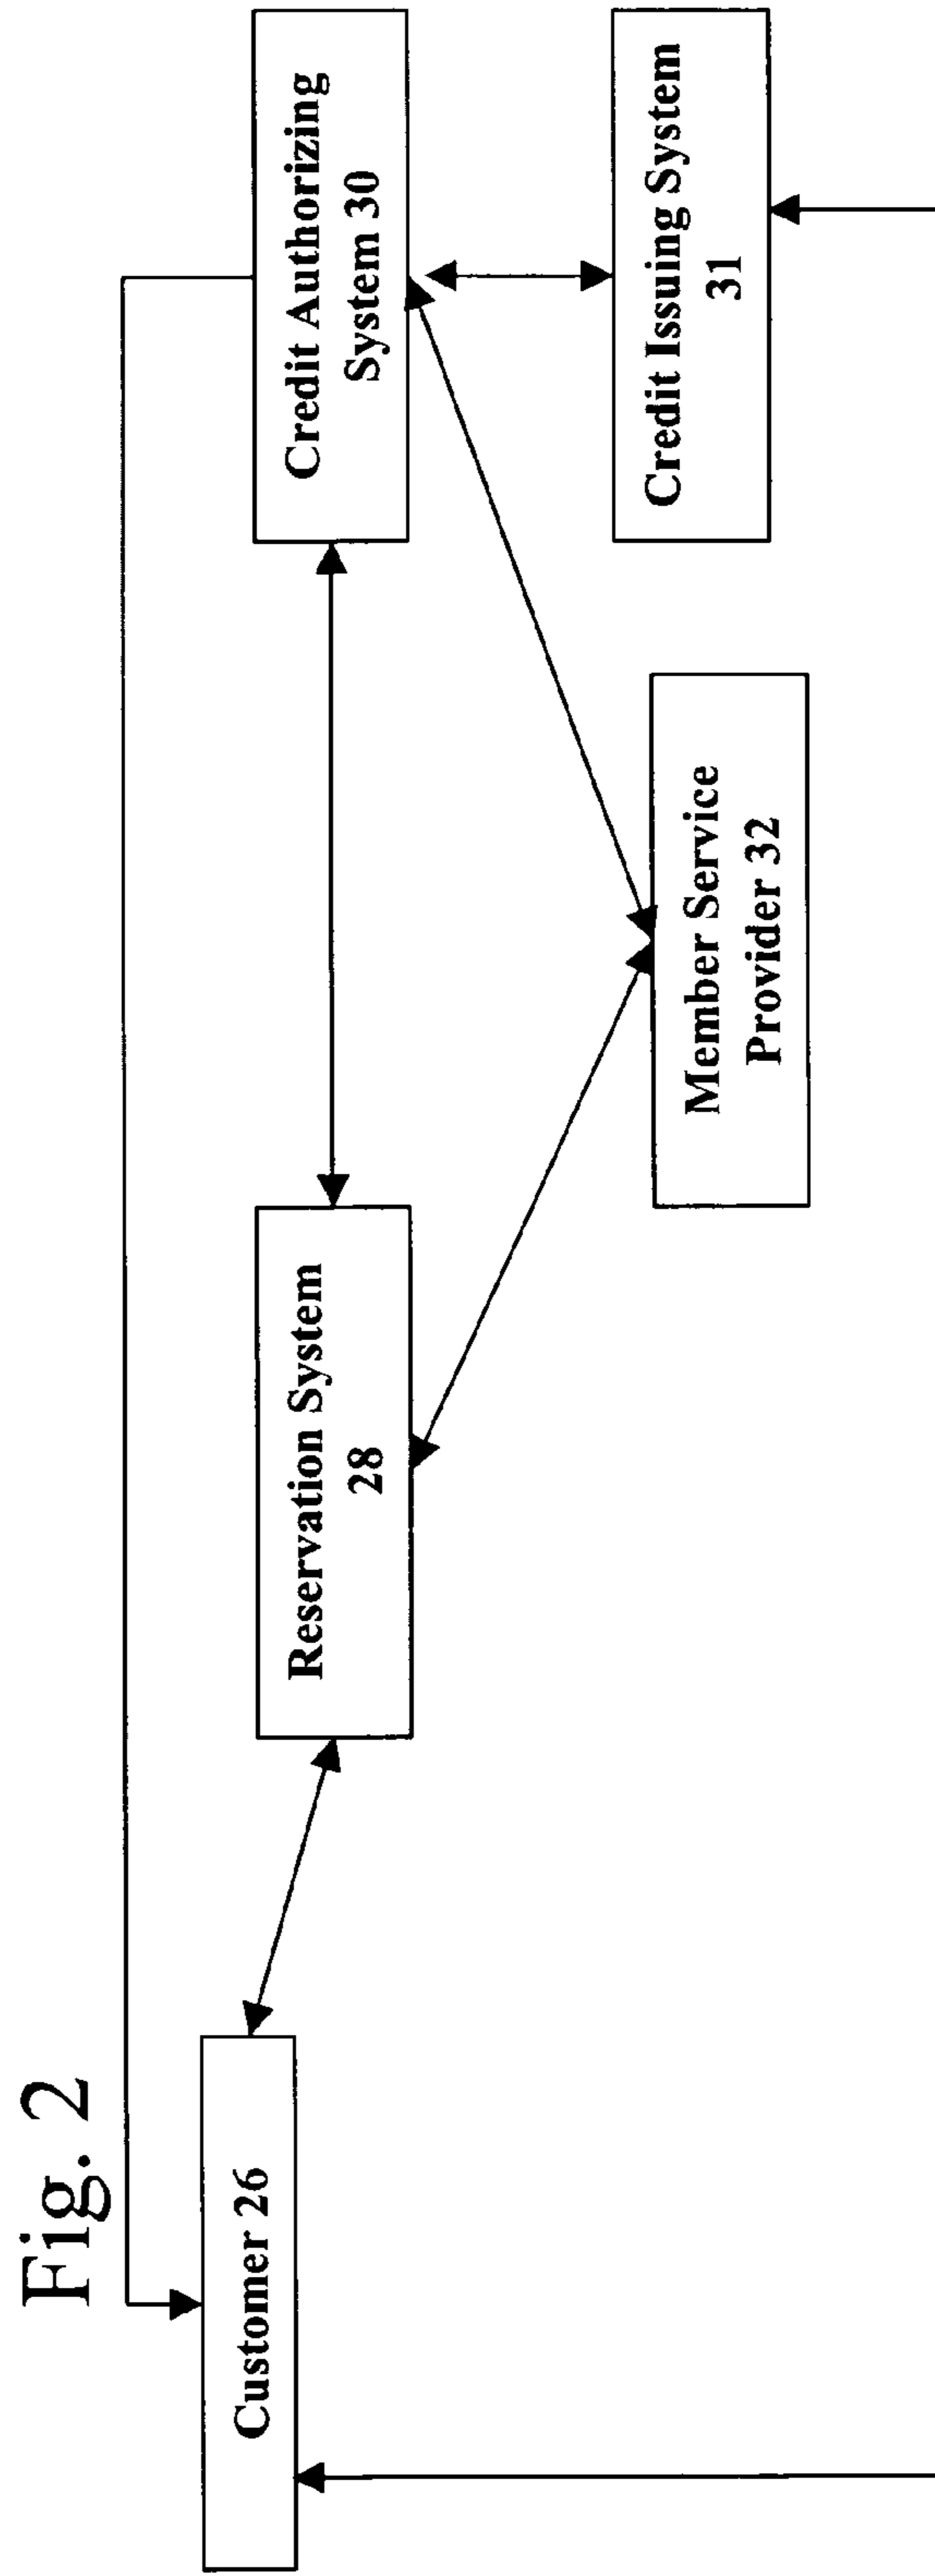 Fig. 2
Customer 26
Reservation System
28
Credit Authorizing
System 30
Member Service
Provider 32
Credit Issuing System
31